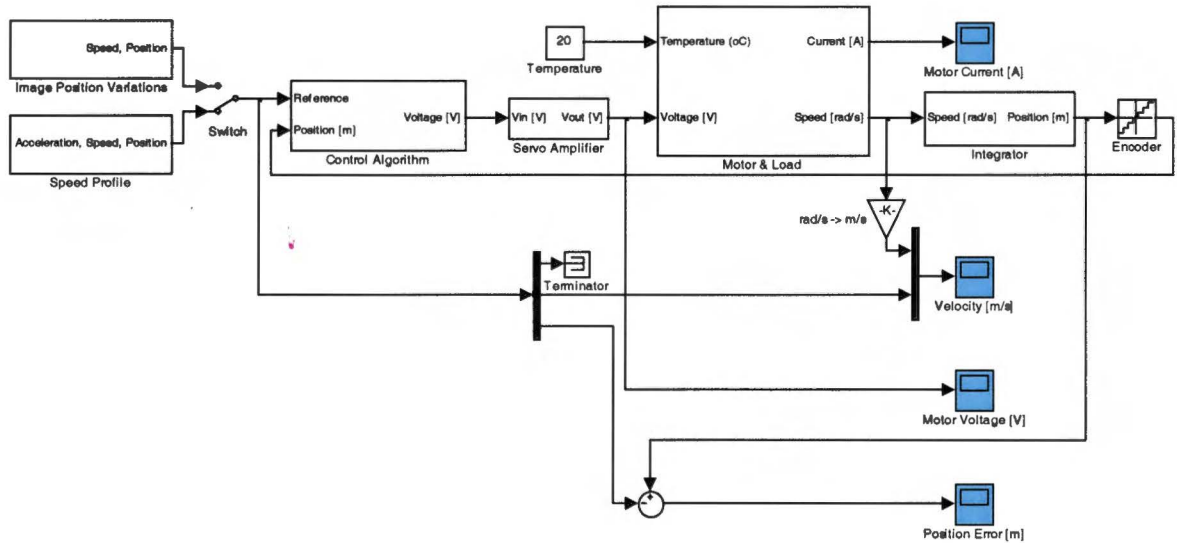 Speed, Position
Image Position Variations
Acceleration, Speed, Position
Speed Profile
Switch
Reference
Position [m]
Voltage [V]
Control Algorithm
Vin [V]
Vout [V]
Servo Amplifier
20
Temperature
Temperature (oC)
Voltage [V]
Current [A]
Speed [rad/s]
Motor & Load
Motor Current [A]
Speed [rad/s]
Position [m]
Integrator
Encoder
-K-
rad/s -> m/s
Terminator
Velocity [m/s]
Motor Voltage [V]
+
-
Position Error [m]